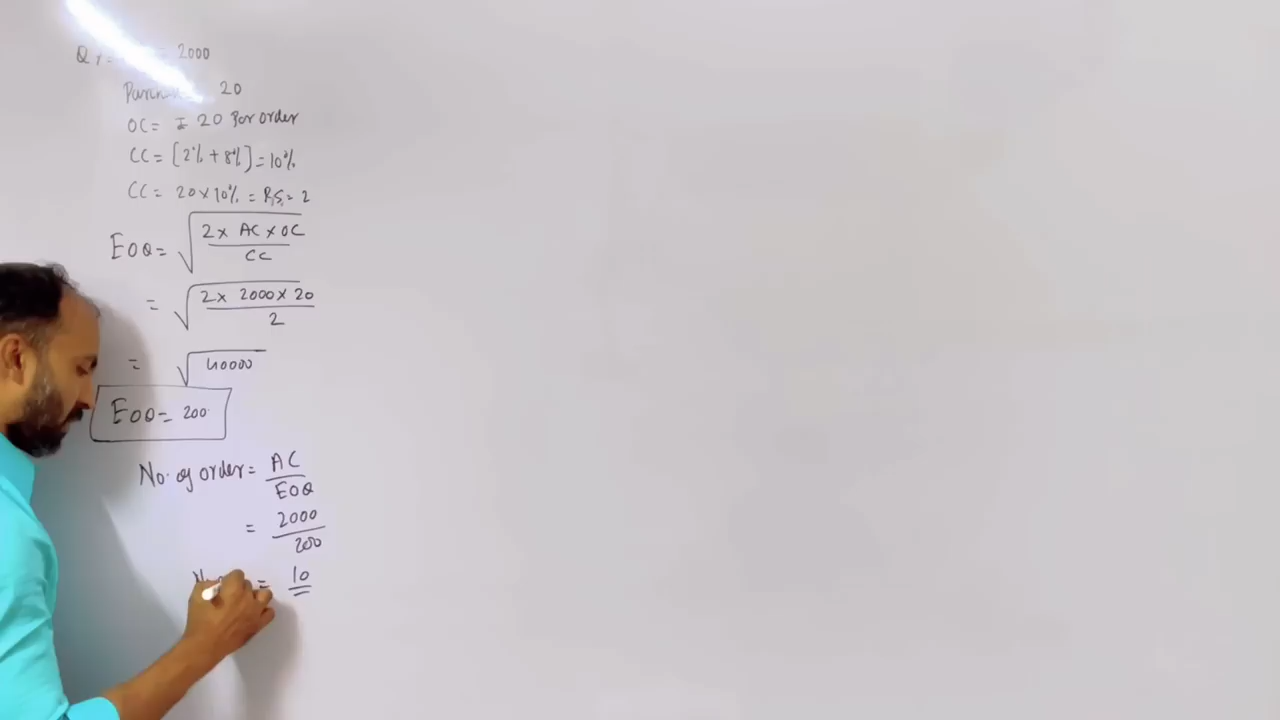 2000
20
OC= ₹ 20 Per order
CC= [2% + 8%] = 10%
CC= 20 x 10% = RS. = 2
EOQ= √ 2 x AC x OC
CC
= √ 2 x 2000 x 20
2
= √ 40000
EOQ= 200
No. of order = AC
EOQ
= 2000
200
= 10